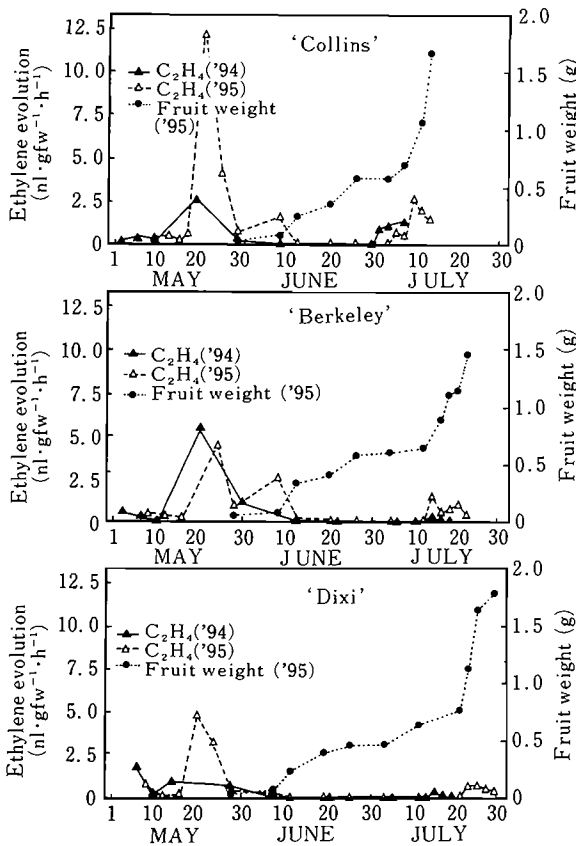 'Collins'
C₂H₄('94)
C₂H₄('95)
Fruit weight
('95)
Ethylene evolution
(nl·gfw⁻¹·h⁻¹)
Fruit weight (g)
12.5
10.0
7.5
5.0
2.5
0
2.0
1.5
1.0
0.5
0
1 10 20 30 10 20 30 10 20 30
MAY JUNE JULY
'Berkeley'
C₂H₄('94)
C₂H₄('95)
Fruit weight ('95)
Ethylene evolution
(nl·gfw⁻¹·h⁻¹)
Fruit weight (g)
12.5
10.0
7.5
5.0
2.5
0
2.0
1.5
1.0
0.5
0
1 10 20 30 10 20 30 10 20 30
MAY JUNE JULY
'Dixi'
C₂H₄('94)
C₂H₄('95)
Fruit weight ('95)
Ethylene evolution
(nl·gfw⁻¹·h⁻¹)
Fruit weight (g)
12.5
10.0
7.5
5.0
2.5
0
2.0
1.5
1.0
0.5
0
1 10 20 30 10 20 30 10 20 30
MAY JUNE JULY